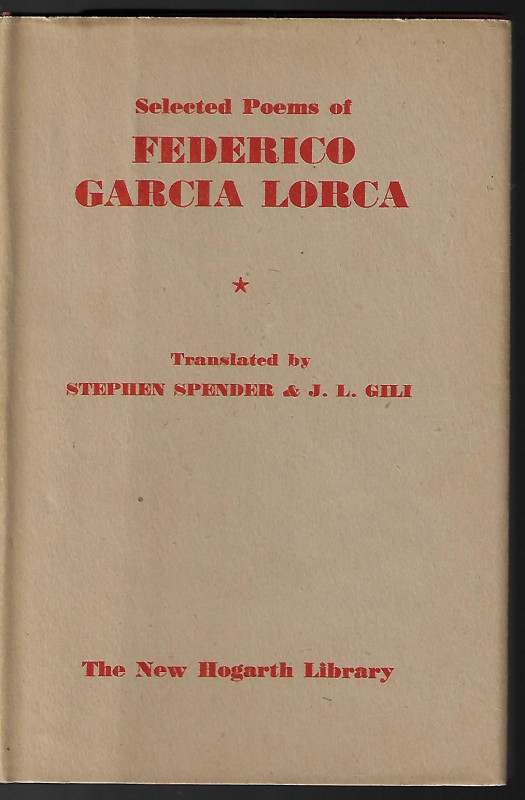 Selected Poems of
FEDERICO
GARCIA LORCA
Translated by
STEPHEN SPENDER & J. L. GILI
The New Hogarth Library